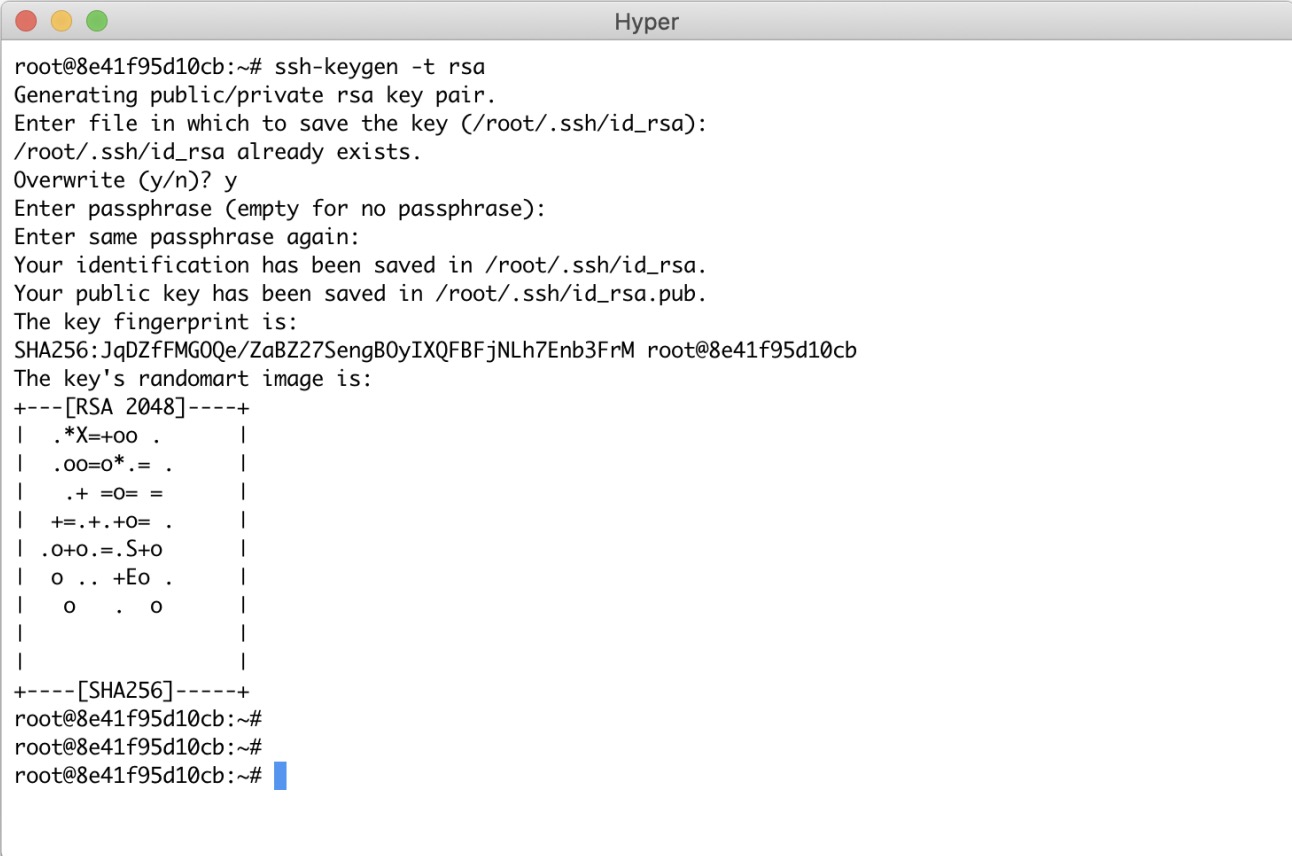 Hyper
root@8e41f95d10cb:~# ssh-keygen -t rsa
Generating public/private rsa key pair.
Enter file in which to save the key (/root/.ssh/id_rsa):
/root/.ssh/id_rsa already exists.
Overwrite (y/n)? y
Enter passphrase (empty for no passphrase):
Enter same passphrase again:
Your identification has been saved in /root/.ssh/id_rsa.
Your public key has been saved in /root/.ssh/id_rsa.pub.
The key fingerprint is:
SHA256:JqDZfFMGOQe/ZaBZ27SengBOyIXQFBFjNLh7Enb3FrM root@8e41f95d10cb
The key's randomart image is:
+---[RSA 2048]----+
|  .*X=+oo .      |
|  .oo=o*.= .     |
|   .+ =o= =      |
|  +=.+.+o= .     |
| .o+o.=.S+o      |
|  o .. +Eo .     |
|   o   .  o      |
|                 |
|                 |
+----[SHA256]-----+
root@8e41f95d10cb:~#
root@8e41f95d10cb:~#
root@8e41f95d10cb:~#